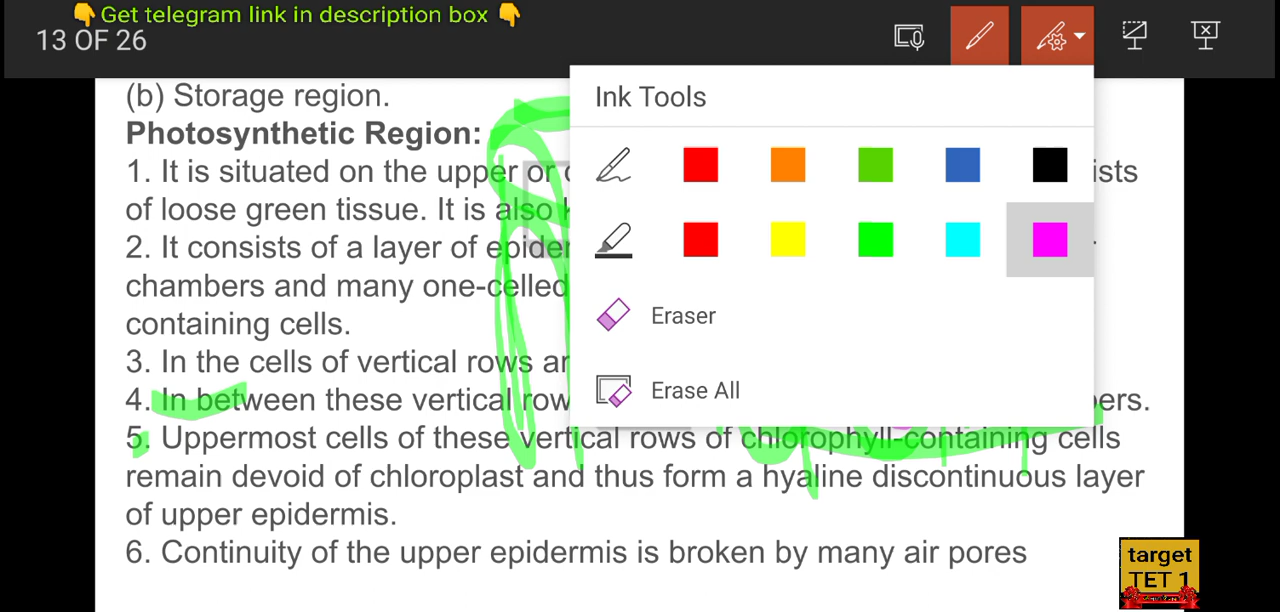 👇Get telegram link in description box 👇
13 OF 26
(b) Storage region.
Photosynthetic Region:
1. It is situated on the upper or
of loose green tissue. It is also
2. It consists of a layer of
chambers and many one-celled
containing cells.
3. In the cells of vertical rows
4. In between these vertical
5. Uppermost cells of these vertical rows of chlorophyll-containing cells
remain devoid of chloroplast and thus form a hyaline discontinuous layer
of upper epidermis.
6. Continuity of the upper epidermis is broken by many air pores
Ink Tools
Eraser
Erase All
target
TET 1